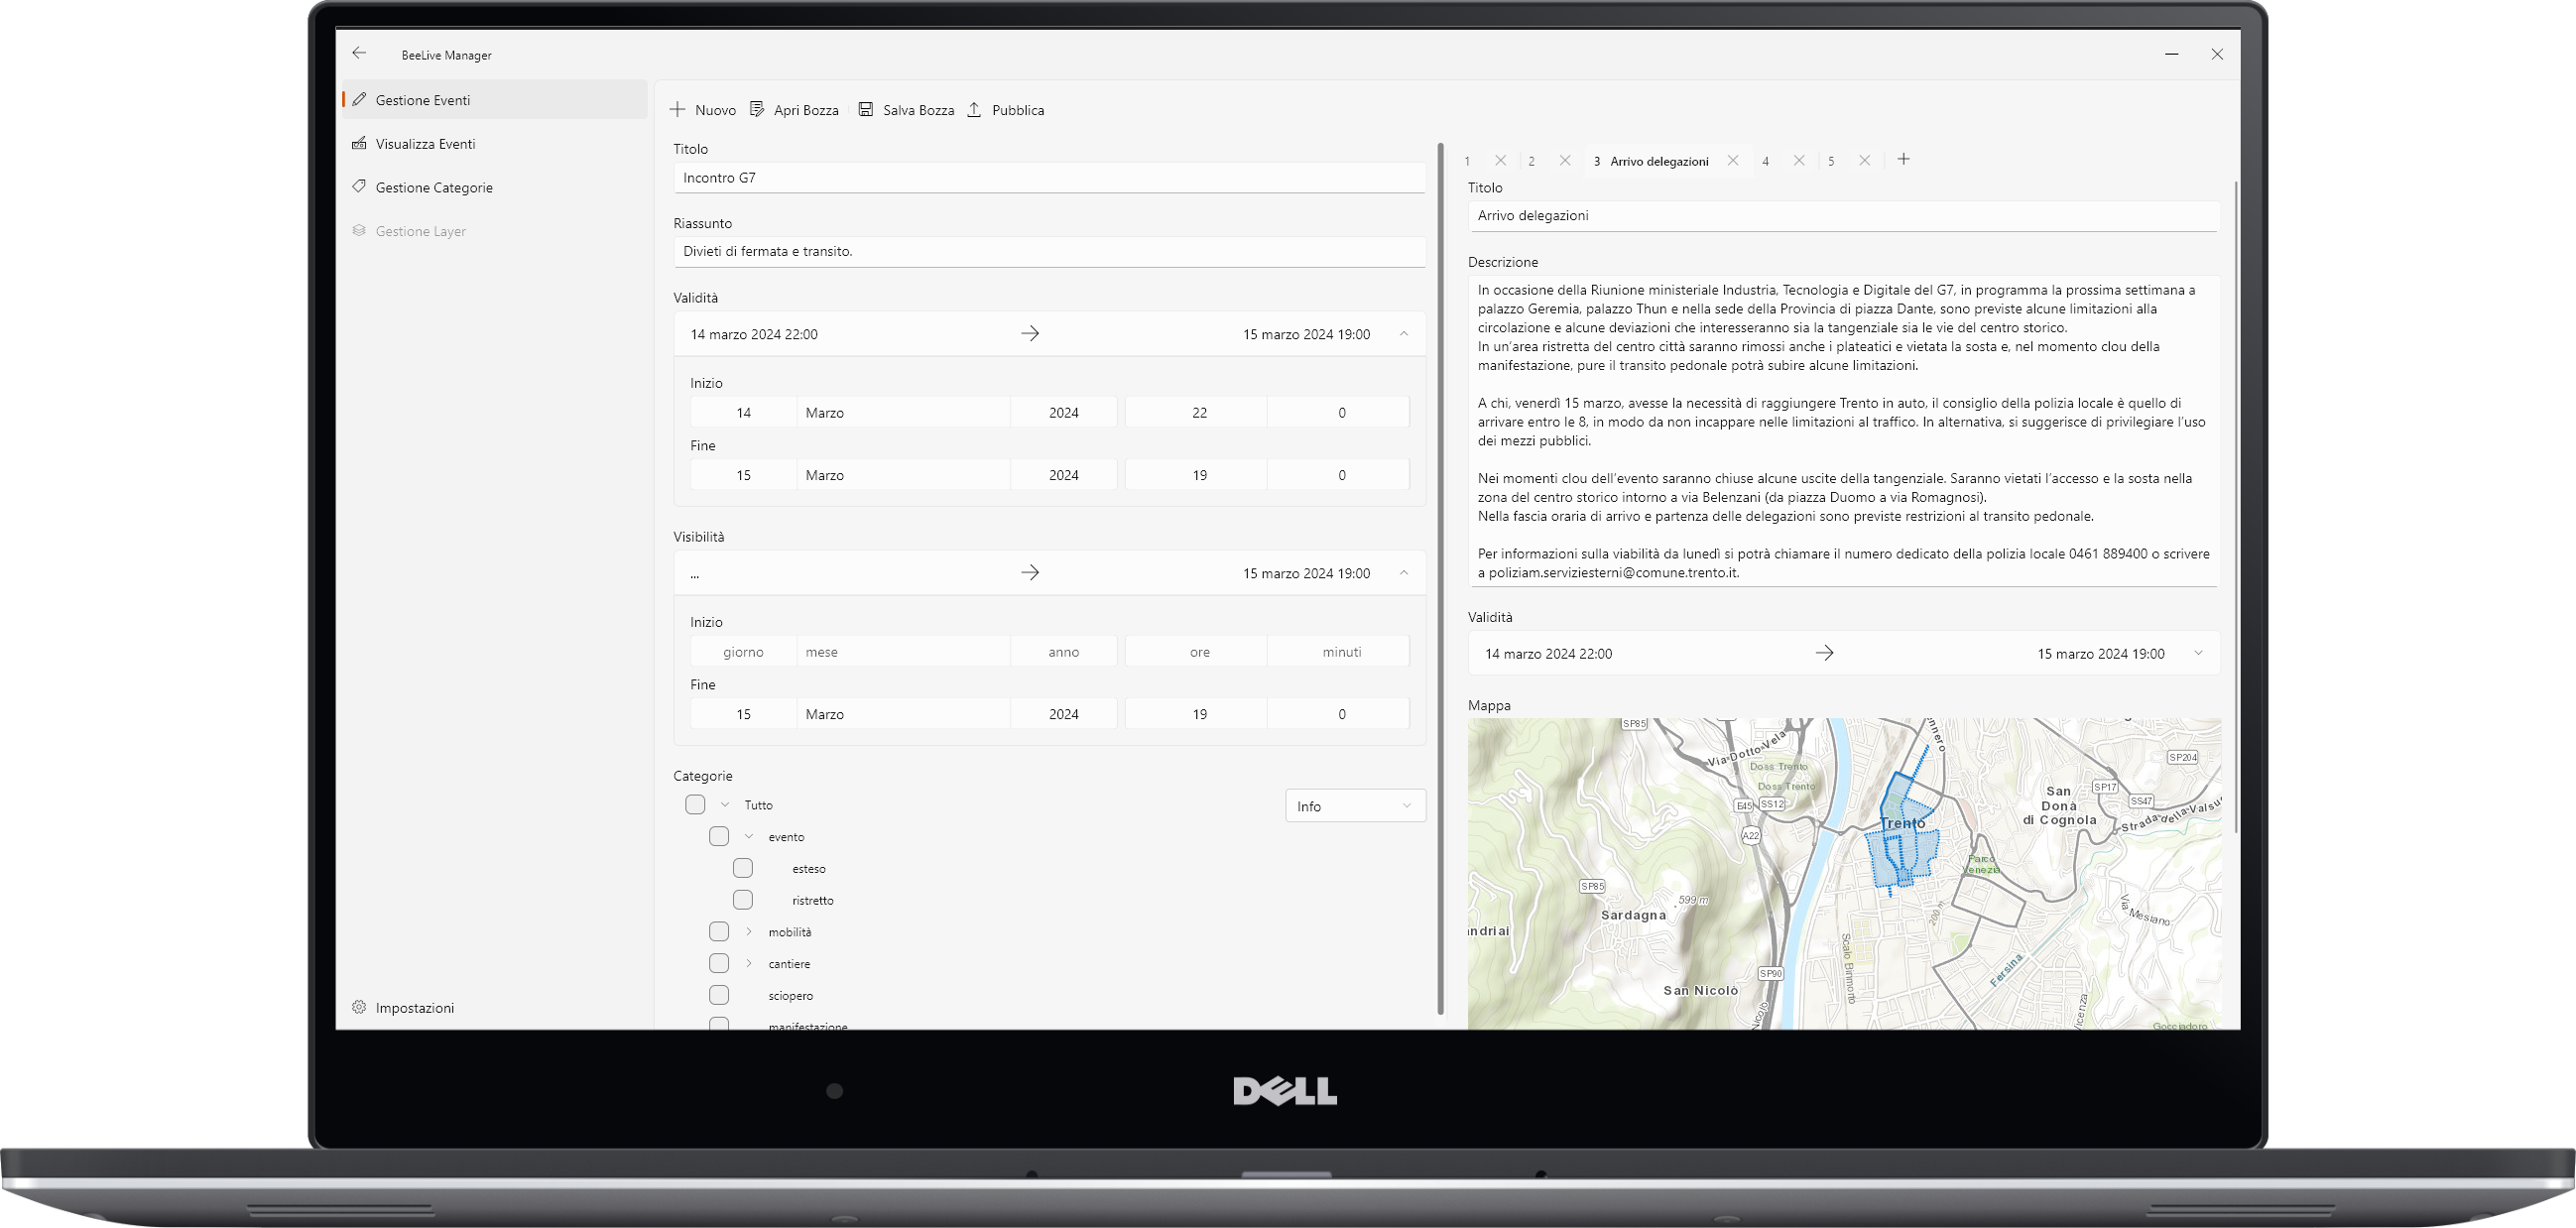 BeeLive Manager
Gestione Eventi
Visualizza Eventi
Gestione Categorie
Gestione Layer
Impostazioni
Nuovo
Apri Bozza
Salva Bozza
Pubblica
Titolo
Incontro G7
Riassunto
Divieti di fermata e transito.
Validità
14 marzo 2024 22:00
15 marzo 2024 19:00
Inizio
14 Marzo 2024 22 0
Fine
15 Marzo 2024 19 0
Visibilità
...
15 marzo 2024 19:00
Inizio
giorno mese anno ore minuti
Fine
15 Marzo 2024 19 0
Categorie
Tutto
Info
evento
esteso
ristretto
mobilità
cantiere
sciopero
manifestazione
1 2 3 Arrivo delegazioni 4 5
Titolo
Arrivo delegazioni
Descrizione
In occasione della Riunione ministeriale Industria, Tecnologia e Digitale del G7, in programma la prossima settimana a
palazzo Geremia, palazzo Thun e nella sede della Provincia di piazza Dante, sono previste alcune limitazioni alla
circolazione e alcune deviazioni che interesseranno sia la tangenziale sia le vie del centro storico.
In un'area ristretta del centro città saranno rimossi anche i plateatici e vietata la sosta e, nel momento clou della
manifestazione, pure il transito pedonale potrà subire alcune limitazioni.
A chi, venerdì 15 marzo, avesse la necessità di raggiungere Trento in auto, il consiglio della polizia locale è quello di
arrivare entro le 8, in modo da non incappare nelle limitazioni al traffico. In alternativa, si suggerisce di privilegiare l'uso
dei mezzi pubblici.
Nei momenti clou dell'evento saranno chiuse alcune uscite della tangenziale. Saranno vietati l'accesso e la sosta nella
zona del centro storico intorno a via Belenzani (da piazza Duomo a via Romagnosi).
Nella fascia oraria di arrivo e partenza delle delegazioni sono previste restrizioni al transito pedonale.
Per informazioni sulla viabilità da lunedì si potrà chiamare il numero dedicato della polizia locale 0461 889400 o scrivere
a poliziam.serviziesterni@comune.trento.it.
Validità
14 marzo 2024 22:00
15 marzo 2024 19:00
Mappa
SP85
Via Dotto Vela
Doss Trento
Doss Trento
E45
SS12
A22
Trento
nnero
SP204
SP17
SS47
San
Donà
di Cognola
Strada della Valsu
Parco
Venezia
SP85
599 m
Sardagna
ndriai
200 m
Via Mesiano
Scalo Binmorto
Fersina
SP90
San Nicolò
Nicolò
Vicenza
Gocciadoro
DELL